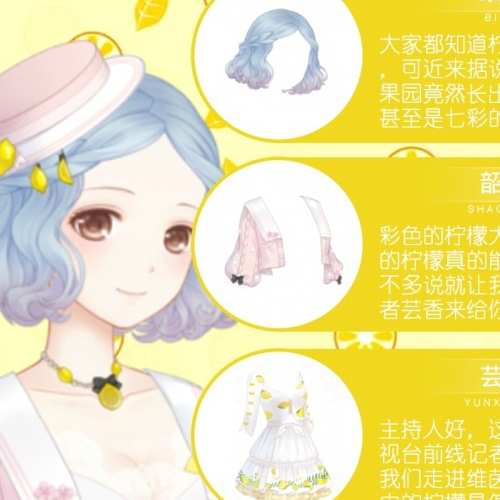 BI
大家都知道柠
，可近来据说
果园竟然长出
甚至是七彩的
韶
SHAO
彩色的柠檬大
的柠檬真的能
不多说就让我
者芸香来给你
芸
YUNX
主持人好，这
视台前线记者
我们走进维